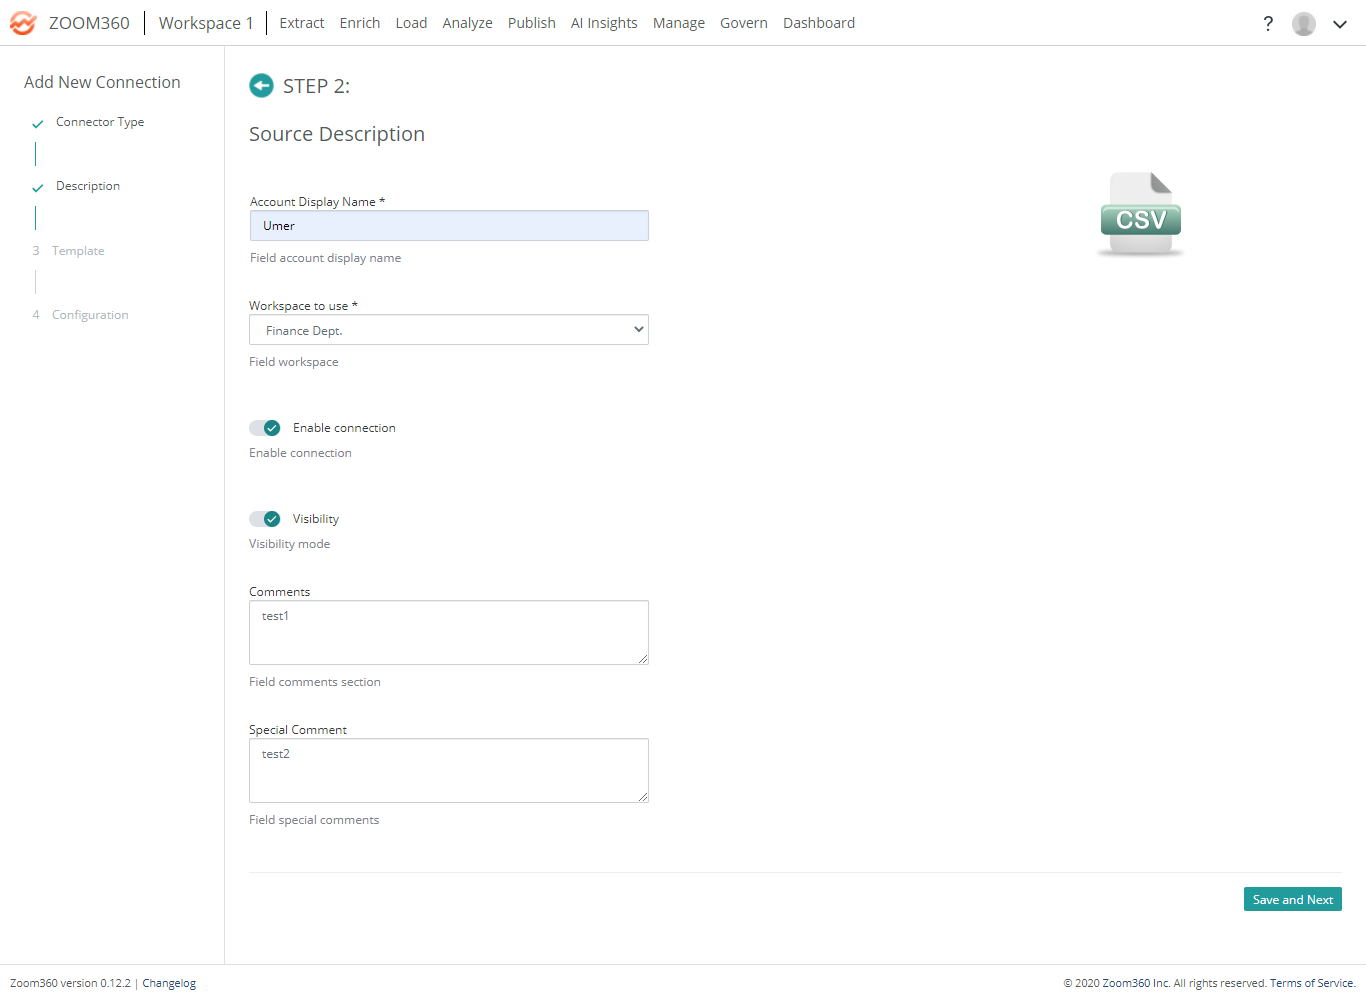 ZOOM360 | Workspace 1 | Extract Enrich Load Analyze Publish AI Insights Manage Govern Dashboard ?
Add New Connection
Connector Type
Description
3 Template
4 Configuration
STEP 2:
Source Description
CSV
Account Display Name *
Umer
Field account display name
Workspace to use *
Finance Dept.
Field workspace
Enable connection
Enable connection
Visibility
Visibility mode
Comments
test1
Field comments section
Special Comment
test2
Field special comments
Save and Next
Zoom360 version 0.12.2 | Changelog
© 2020 Zoom360 Inc. All rights reserved. Terms of Service.